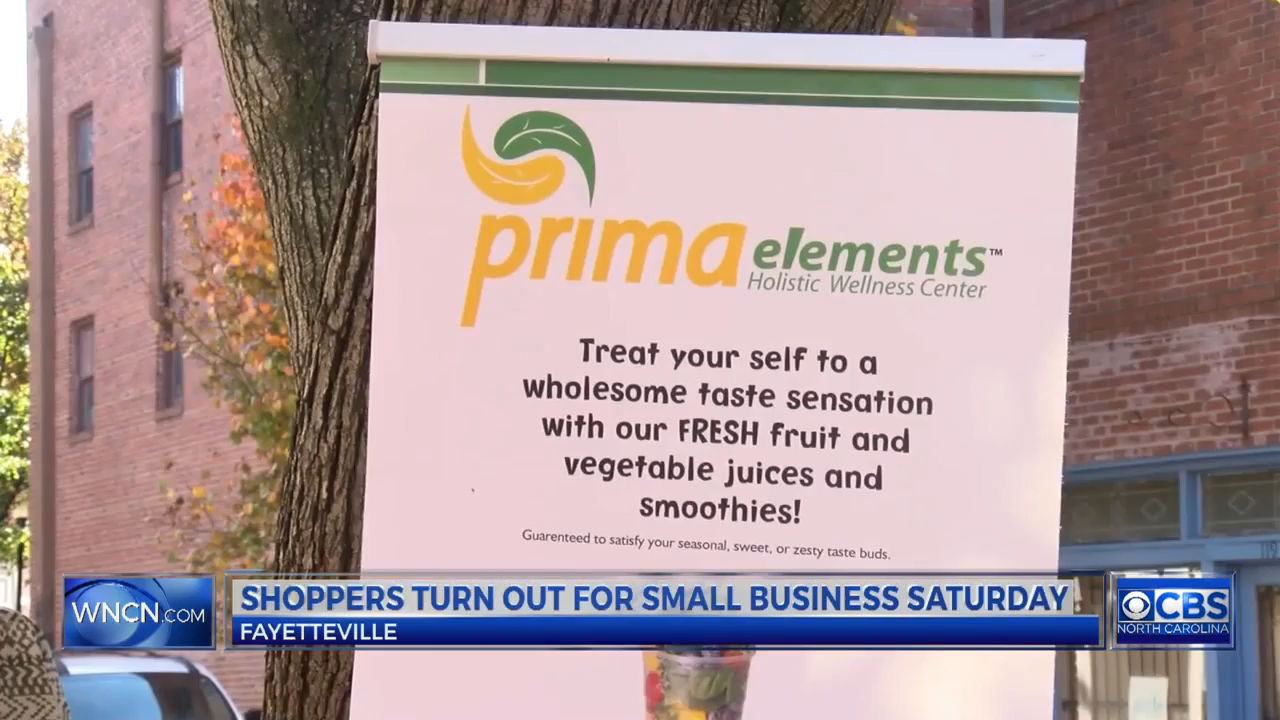 prima elements™
Holistic Wellness Center
Treat your self to a
wholesome taste sensation
with our FRESH fruit and
vegetable juices and
smoothies!
Guarenteed to satisfy your seasonal, sweet, or zesty taste buds.
WNCN.COM
SHOPPERS TURN OUT FOR SMALL BUSINESS SATURDAY
FAYETTEVILLE
CBS
NORTH CAROLINA